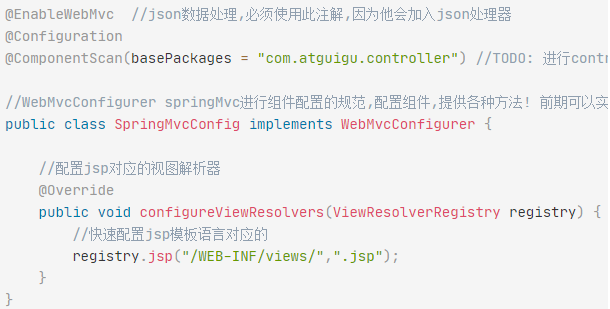 @EnableWebMvc  //json数据处理,必须使用此注解,因为他会加入json处理器
@Configuration
@ComponentScan(basePackages = "com.atguigu.controller") //TODO: 进行contr
//WebMvcConfigurer springMvc进行组件配置的规范,配置组件,提供各种方法! 前期可以实
public class SpringMvcConfig implements WebMvcConfigurer {
//配置jsp对应的视图解析器
@Override
public void configureViewResolvers(ViewResolverRegistry registry) {
//快速配置jsp模板语言对应的
registry.jsp("/WEB-INF/views/",".jsp");
}
}